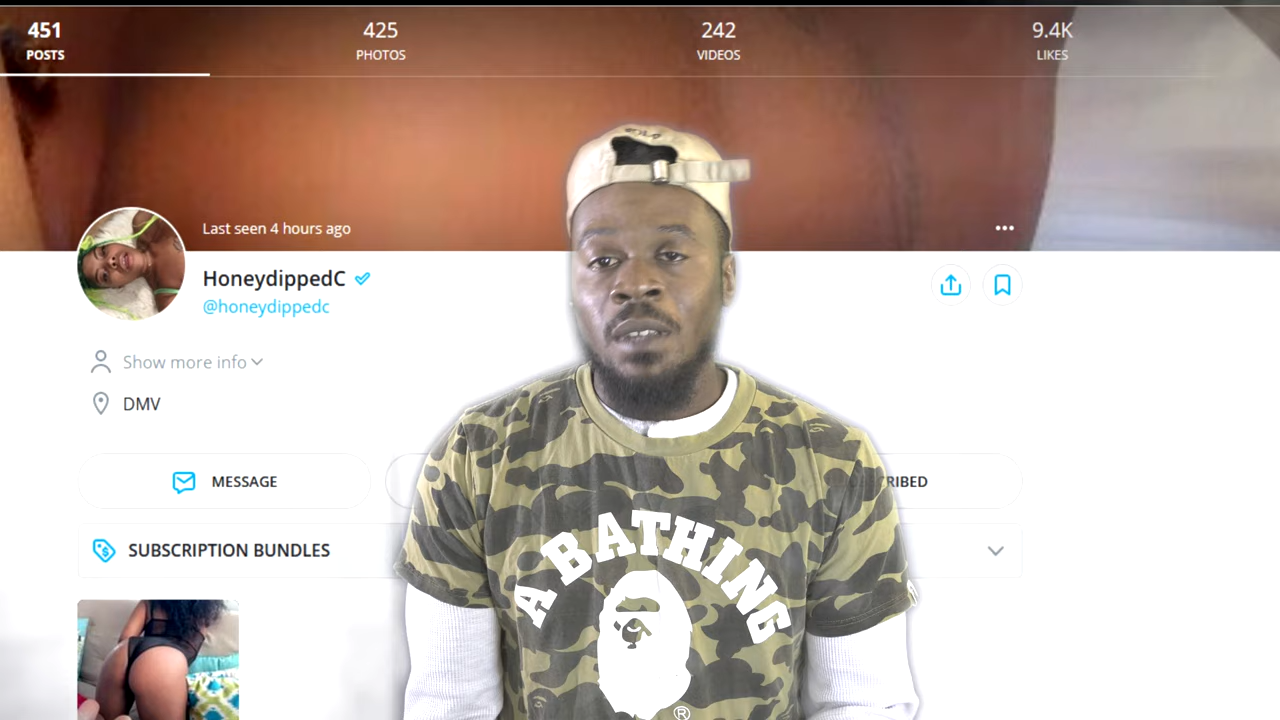 451
POSTS
425
PHOTOS
242
VIDEOS
9.4K
LIKES
Last seen 4 hours ago
HoneydippedC
@honeydippedc
Show more info
DMV
MESSAGE
RIBED
SUBSCRIPTION BUNDLES
A BATHING
®